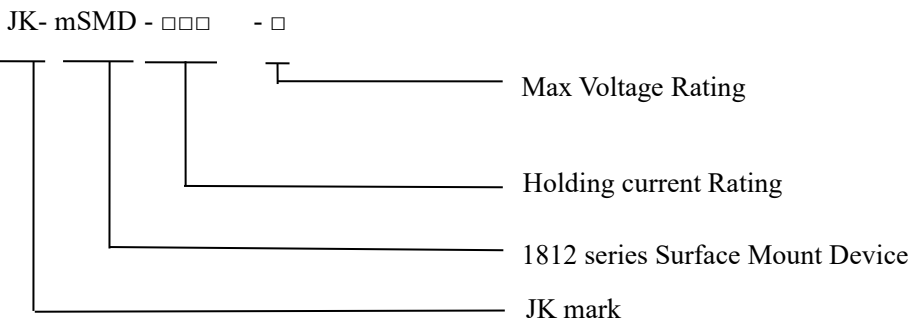 JK- mSMD - □□□ - □
Max Voltage Rating
Holding current Rating
1812 series Surface Mount Device
JK mark